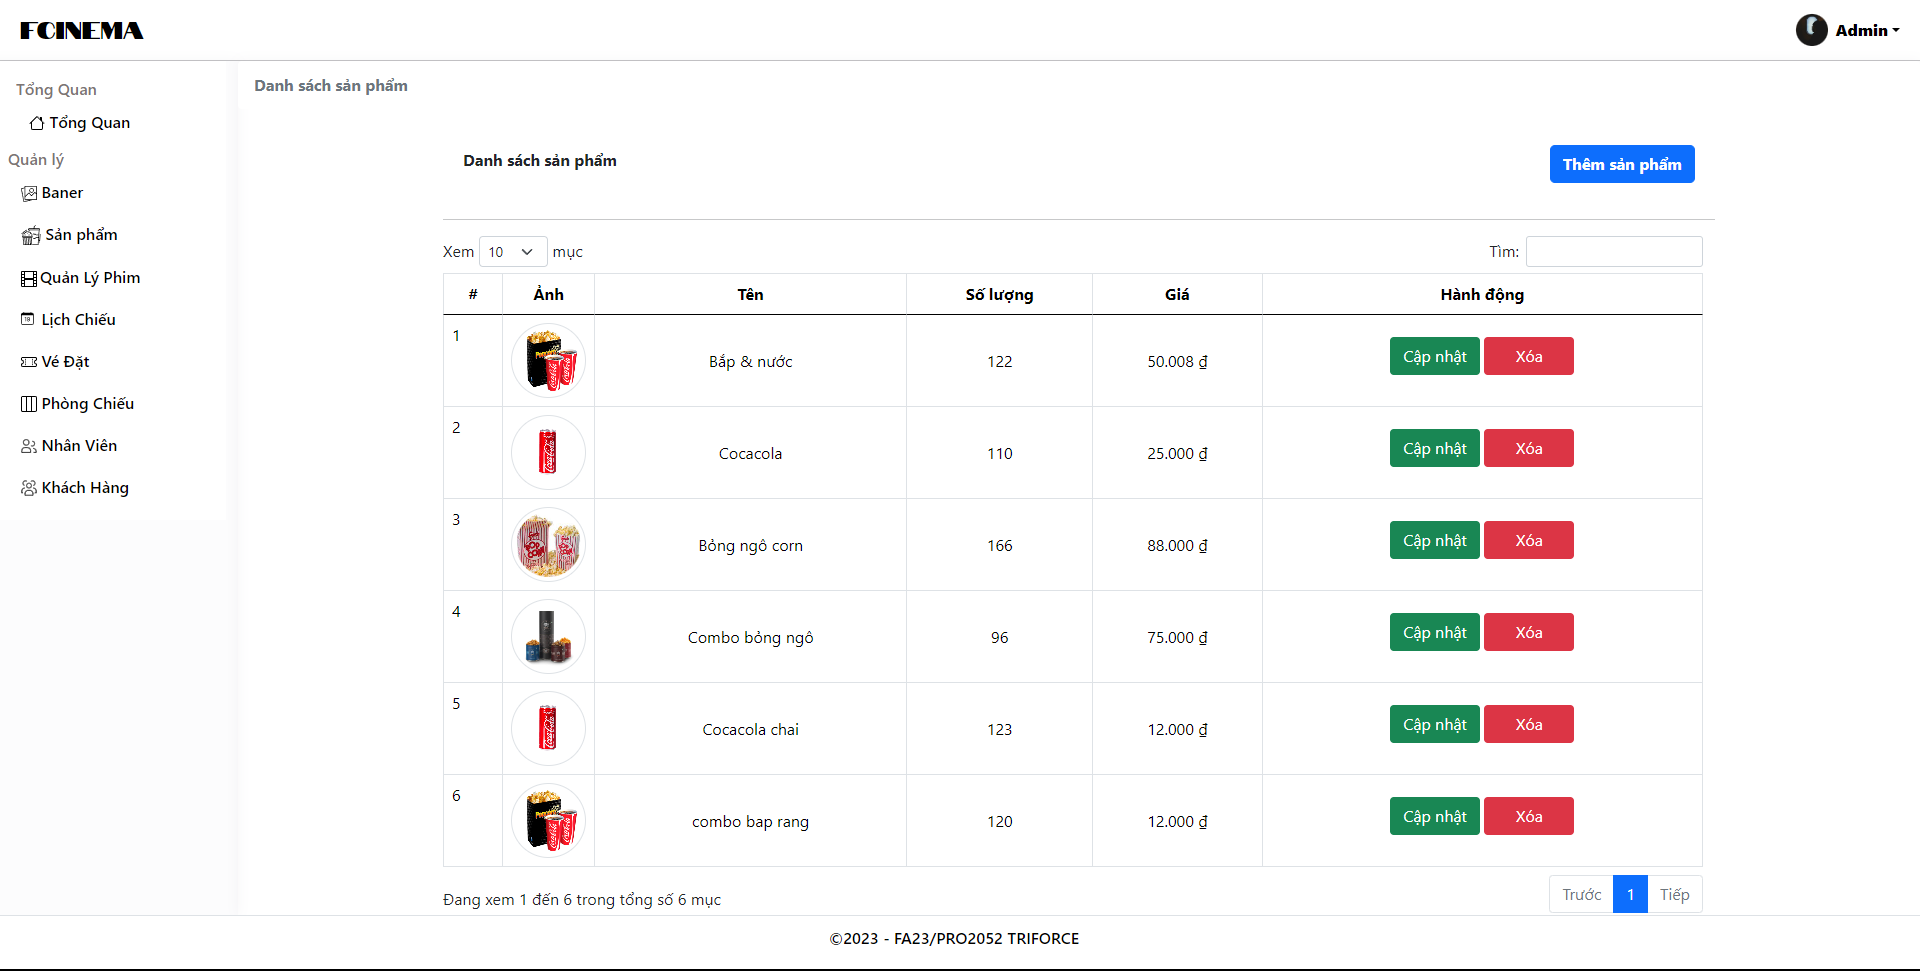 FCINEMA
Admin
Tổng Quan
Tổng Quan
Quản lý
Baner
Sản phẩm
Quản Lý Phim
Lịch Chiếu
Vé Đặt
Phòng Chiếu
Nhân Viên
Khách Hàng
Danh sách sản phẩm
Danh sách sản phẩm
Thêm sản phẩm
Xem 10 mục
Tìm:
# Ảnh Tên Số lượng Giá Hành động
1 Bắp & nước 122 50.008 ₫ Cập nhật Xóa
2 Cocacola 110 25.000 ₫ Cập nhật Xóa
3 Bỏng ngô corn 166 88.000 ₫ Cập nhật Xóa
4 Combo bỏng ngô 96 75.000 ₫ Cập nhật Xóa
5 Cocacola chai 123 12.000 ₫ Cập nhật Xóa
6 combo bap rang 120 12.000 ₫ Cập nhật Xóa
Đang xem 1 đến 6 trong tổng số 6 mục
Trước 1 Tiếp
©2023 - FA23/PRO2052 TRIFORCE